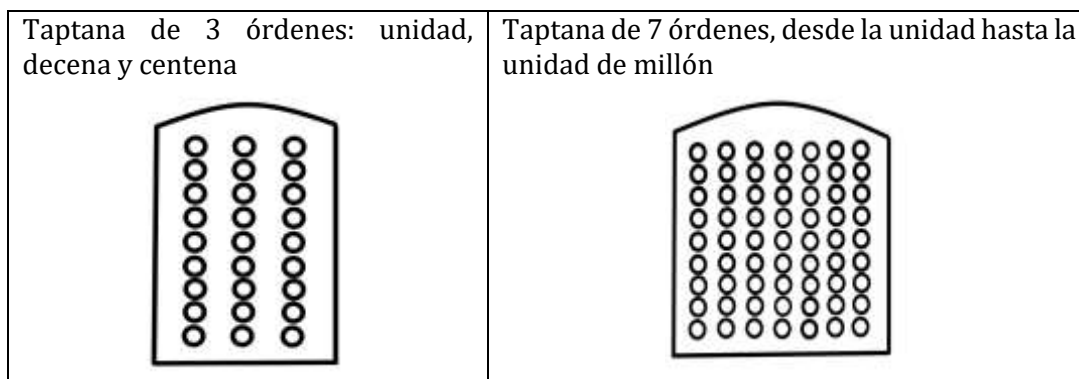 Taptana de 3 órdenes: unidad,
decena y centena
Taptana de 7 órdenes, desde la unidad hasta la
unidad de millón